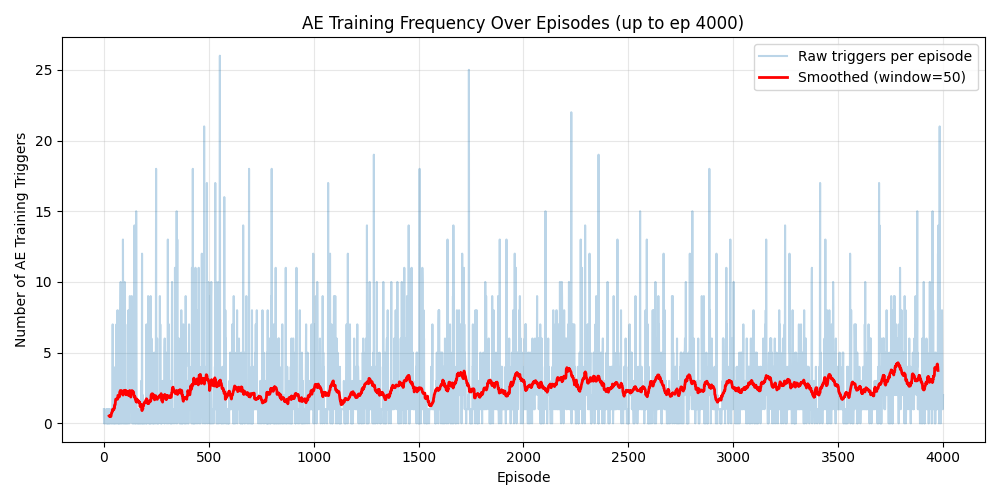 AE Training Frequency Over Episodes (up to ep 4000)
Raw triggers per episode
Smoothed (window=50)
Number of AE Training Triggers
25
20
15
10
5
0
0 500 1000 1500 2000 2500 3000 3500 4000
Episode